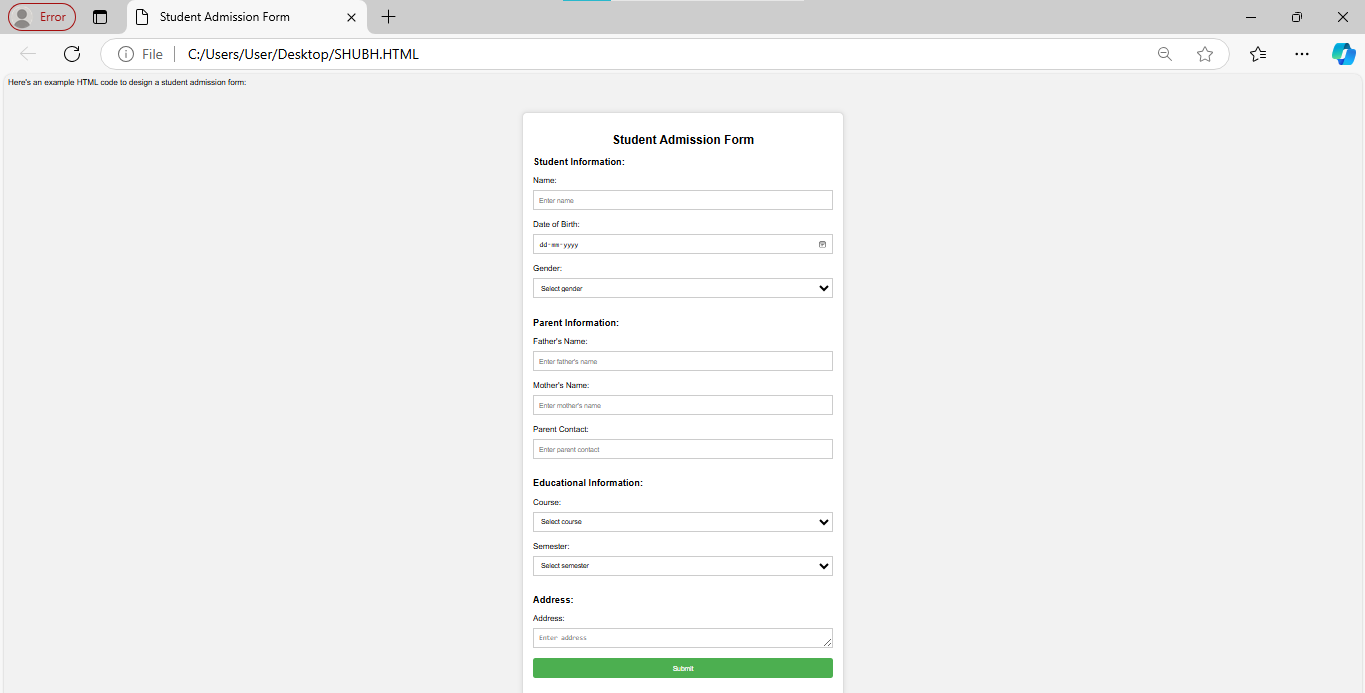 Error
Student Admission Form
File
C:/Users/User/Desktop/SHUBH.HTML
Here's an example HTML code to design a student admission form:
Student Admission Form
Student Information:
Name:
Enter name
Date of Birth:
dd-mm-yyyy
Gender:
Select gender
Parent Information:
Father's Name:
Enter father's name
Mother's Name:
Enter mother's name
Parent Contact:
Enter parent contact
Educational Information:
Course:
Select course
Semester:
Select semester
Address:
Address:
Enter address
Submit